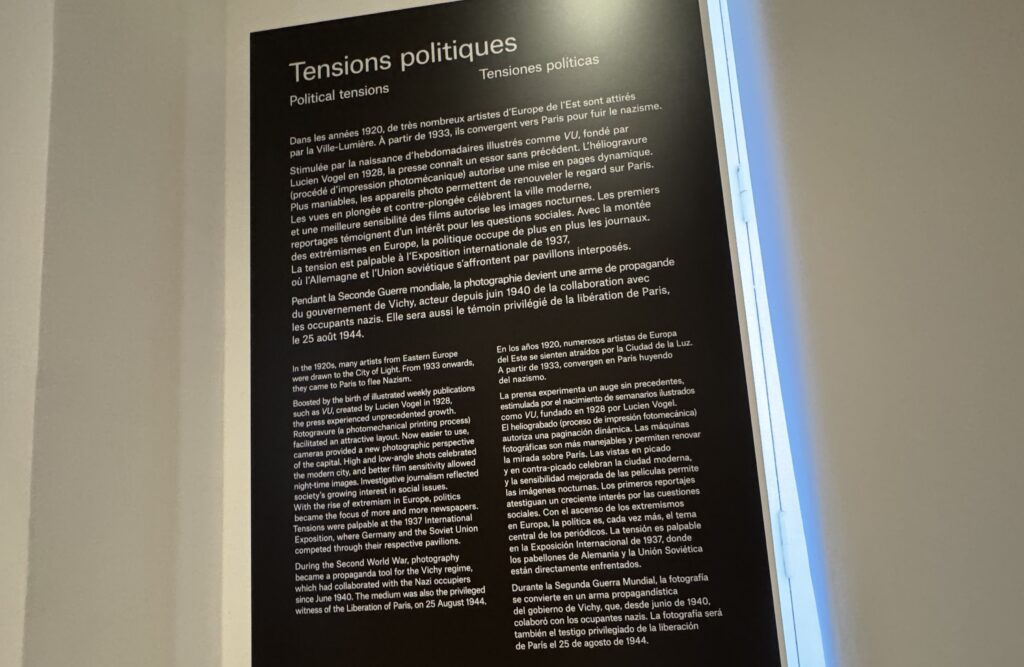 Tensions politiques
Political tensions
Tensiones políticas
Dans les années 1920, de très nombreux artistes d'Europe de l'Est sont attirés
par la Ville-Lumière. À partir de 1933, ils convergent vers Paris pour fuir le nazisme.
Stimulée par la naissance d'hebdomadaires illustrés comme VU, fondé par
Lucien Vogel en 1928, la presse connaît un essor sans précédent. L'héliogravure
(procédé d'impression photomécanique) autorise une mise en pages dynamique.
Plus maniables, les appareils photo permettent de renouveler le regard sur Paris.
Les vues en plongée et contre-plongée célèbrent la ville moderne,
et une meilleure sensibilité des films autorise les images nocturnes. Les premiers
reportages témoignent d'un intérêt pour les questions sociales. Avec la montée
des extrémismes en Europe, la politique occupe de plus en plus les journaux.
La tension est palpable à l'Exposition internationale de 1937,
où l'Allemagne et l'Union soviétique s'affrontent par pavillons interposés.
Pendant la Seconde Guerre mondiale, la photographie devient une arme de propagande
du gouvernement de Vichy, acteur depuis juin 1940 de la collaboration avec
les occupants nazis. Elle sera aussi le témoin privilégié de la libération de Paris,
le 25 août 1944.
In the 1920s, many artists from Eastern Europe
were drawn to the City of Light. From 1933 onwards,
they came to Paris to flee Nazism.
Boosted by the birth of illustrated weekly publications
such as VU, created by Lucien Vogel in 1928,
the press experienced unprecedented growth.
Rotogravure (a photomechanical printing process)
facilitated an attractive layout. Now easier to use,
cameras provided a new photographic perspective
of the capital. High and low-angle shots celebrated
the modern city, and better film sensitivity allowed
night-time images. Investigative journalism reflected
society's growing interest in social issues.
With the rise of extremism in Europe, politics
became the focus of more and more newspapers.
Tensions were palpable at the 1937 International
Exposition, where Germany and the Soviet Union
competed through their respective pavilions.
During the Second World War, photography
became a propaganda tool for the Vichy regime,
which had collaborated with the Nazi occupiers
since June 1940. The medium was also the privileged
witness of the Liberation of Paris, on 25 August 1944.
En los años 1920, numerosos artistas de Europa
del Este se sienten atraídos por la Ciudad de la Luz.
A partir de 1933, convergen en París huyendo
del nazismo.
La prensa experimenta un auge sin precedentes,
estimulada por el nacimiento de semanarios ilustrados
como VU, fundado en 1928 por Lucien Vogel.
El heliograbado (proceso de impresión fotomecánica)
autoriza una paginación dinámica. Las máquinas
fotográficas son más manejables y permiten renovar
la mirada sobre París. Las vistas en picado
y en contra-picado celebran la ciudad moderna,
y la sensibilidad mejorada de las películas permite
las imágenes nocturnas. Los primeros reportajes
atestiguan un creciente interés por las cuestiones
sociales. Con el ascenso de los extremismos
en Europa, la política es, cada vez más, el tema
central de los periódicos. La tensión es palpable
en la Exposición Internacional de 1937, donde
los pabellones de Alemania y la Unión Soviética
están directamente enfrentados.
Durante la Segunda Guerra Mundial, la fotografía
se convierte en un arma propagandística
del gobierno de Vichy, que, desde junio de 1940,
colaboró con los ocupantes nazis. La fotografía será
también el testigo privilegiado de la liberación
de París el 25 de agosto de 1944.